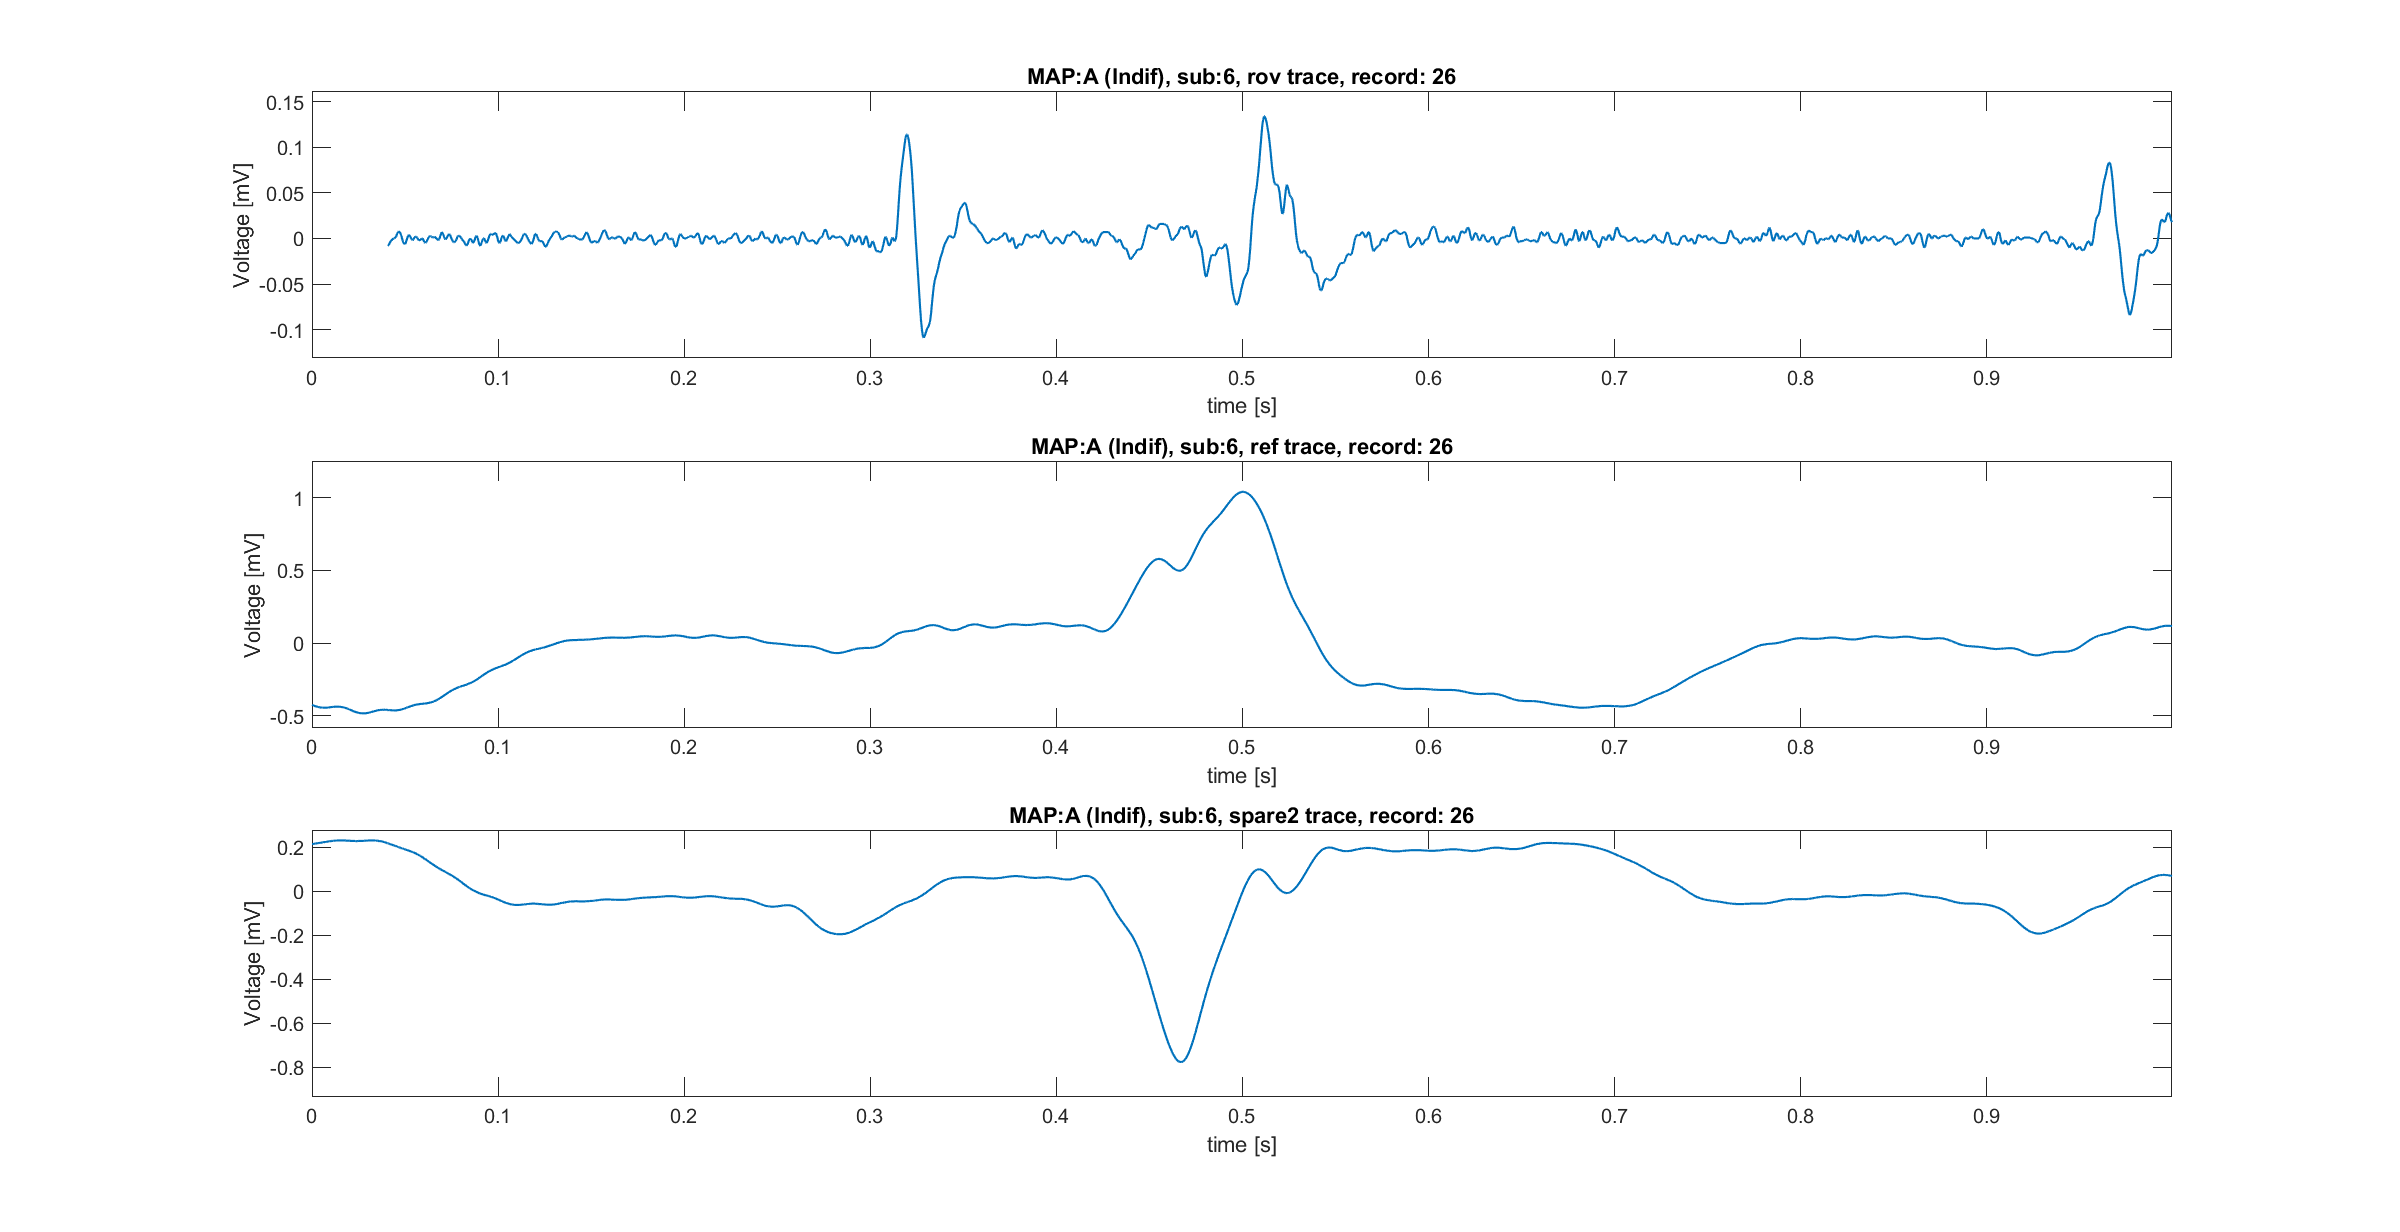 MAP:A (Indif), sub:6, rov trace, record: 26
0.15
0.1
0.05
0
-0.05
-0.1
Voltage [mV]
0 0.1 0.2 0.3 0.4 0.5 0.6 0.7 0.8 0.9
time [s]
MAP:A (Indif), sub:6, ref trace, record: 26
1
0.5
0
-0.5
Voltage [mV]
0 0.1 0.2 0.3 0.4 0.5 0.6 0.7 0.8 0.9
time [s]
MAP:A (Indif), sub:6, spare2 trace, record: 26
0.2
0
-0.2
-0.4
-0.6
-0.8
Voltage [mV]
0 0.1 0.2 0.3 0.4 0.5 0.6 0.7 0.8 0.9
time [s]